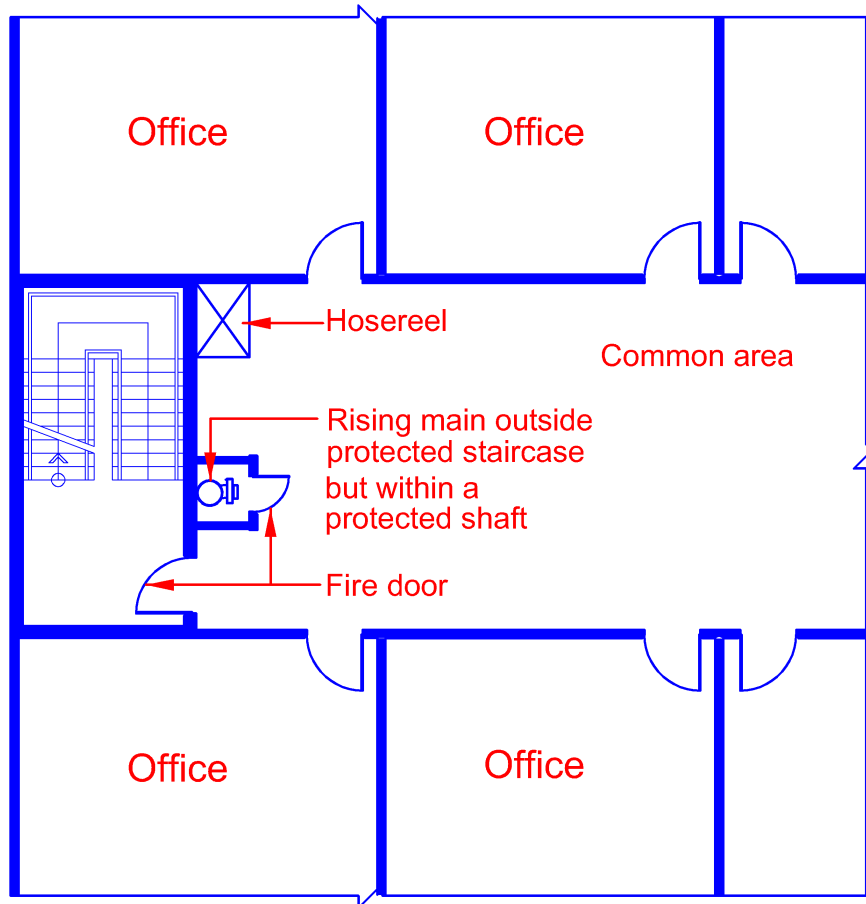 Office
Office
Hosereel
Common area
Rising main outside
protected staircase
but within a
protected shaft
Fire door
Office
Office